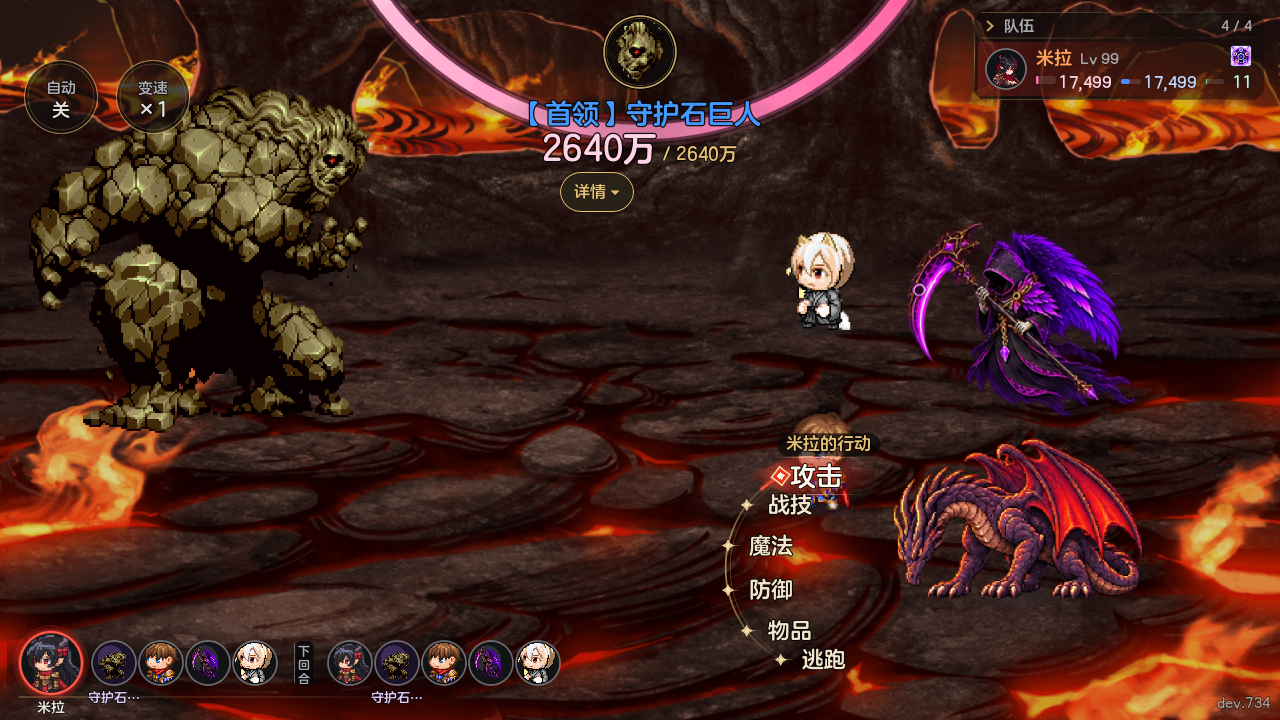 自动
关
变速
×1
【首领】守护石巨人
2640万 / 2640万
详情
队伍
4 / 4
米拉 Lv 99
17,499 17,499 11
米拉的行动
攻击
战技
魔法
防御
物品
逃跑
下回合
米拉
守护石…
守护石…
dev.734